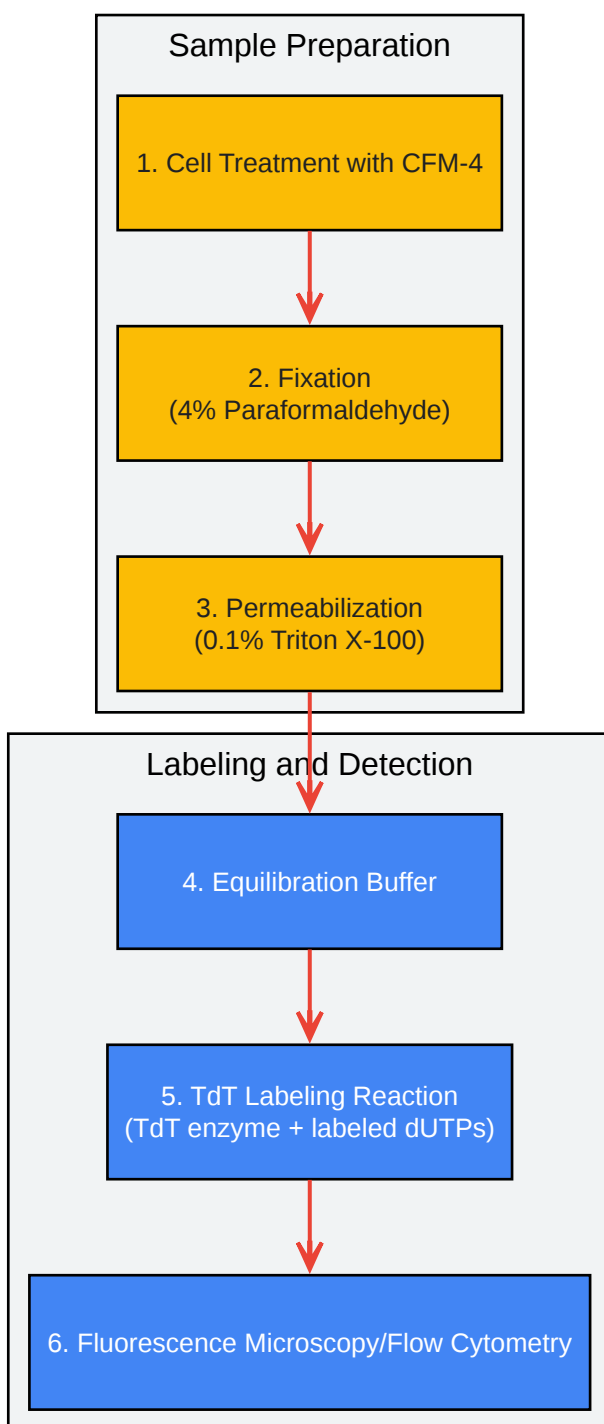 Sample Preparation
1. Cell Treatment with CFM-4
2. Fixation
(4% Paraformaldehyde)
3. Permeabilization
(0.1% Triton X-100)
Labeling and Detection
4. Equilibration Buffer
5. TdT Labeling Reaction
(TdT enzyme + labeled dUTPs)
6. Fluorescence Microscopy/Flow Cytometry